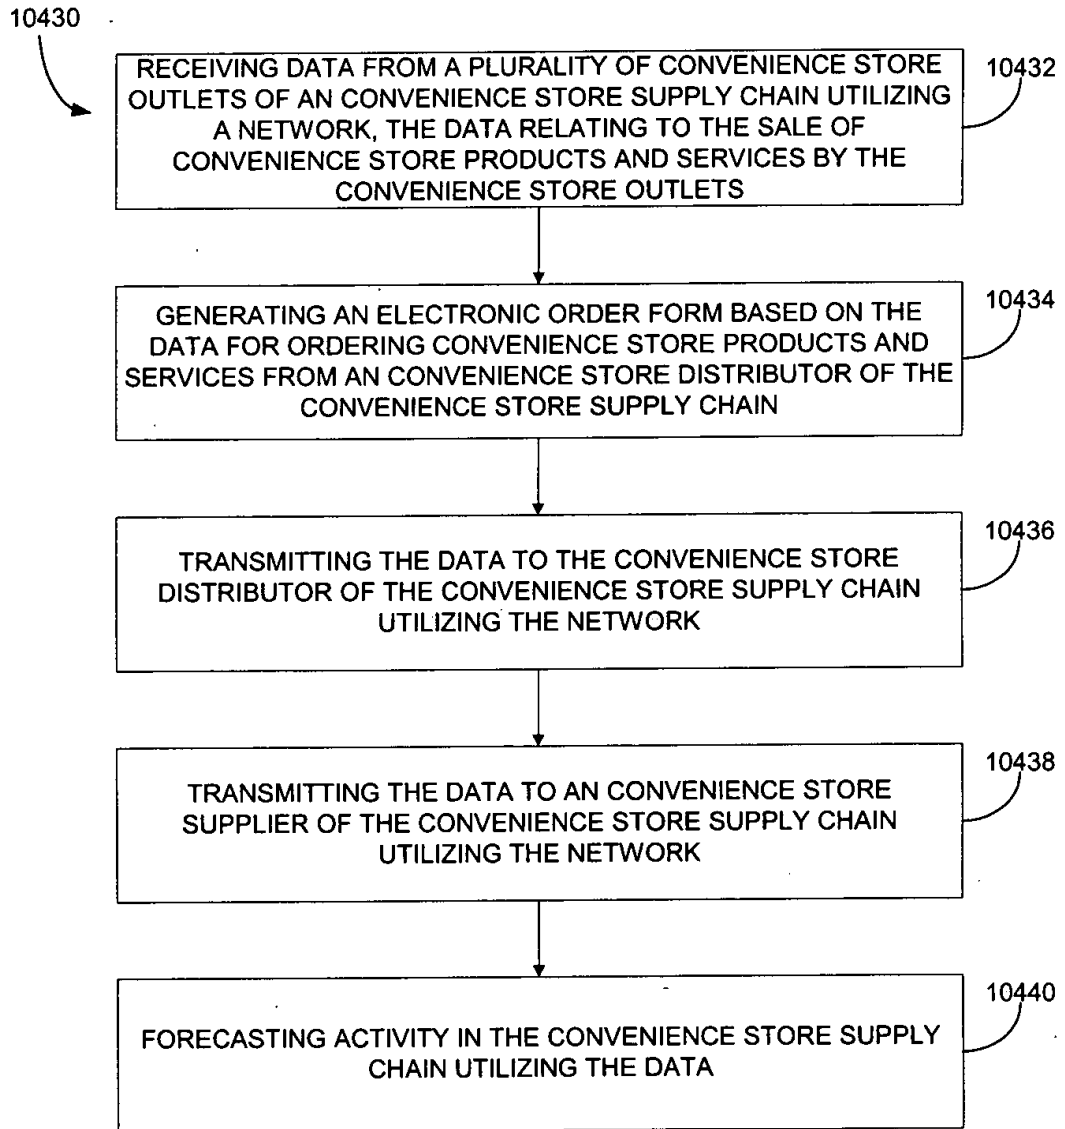 10430
RECEIVING DATA FROM A PLURALITY OF CONVENIENCE STORE
OUTLETS OF AN CONVENIENCE STORE SUPPLY CHAIN UTILIZING
A NETWORK, THE DATA RELATING TO THE SALE OF
CONVENIENCE STORE PRODUCTS AND SERVICES BY THE
CONVENIENCE STORE OUTLETS
10432
GENERATING AN ELECTRONIC ORDER FORM BASED ON THE
DATA FOR ORDERING CONVENIENCE STORE PRODUCTS AND
SERVICES FROM AN CONVENIENCE STORE DISTRIBUTOR OF THE
CONVENIENCE STORE SUPPLY CHAIN
10434
TRANSMITTING THE DATA TO THE CONVENIENCE STORE
DISTRIBUTOR OF THE CONVENIENCE STORE SUPPLY CHAIN
UTILIZING THE NETWORK
10436
TRANSMITTING THE DATA TO AN CONVENIENCE STORE
SUPPLIER OF THE CONVENIENCE STORE SUPPLY CHAIN
UTILIZING THE NETWORK
10438
FORECASTING ACTIVITY IN THE CONVENIENCE STORE SUPPLY
CHAIN UTILIZING THE DATA
10440